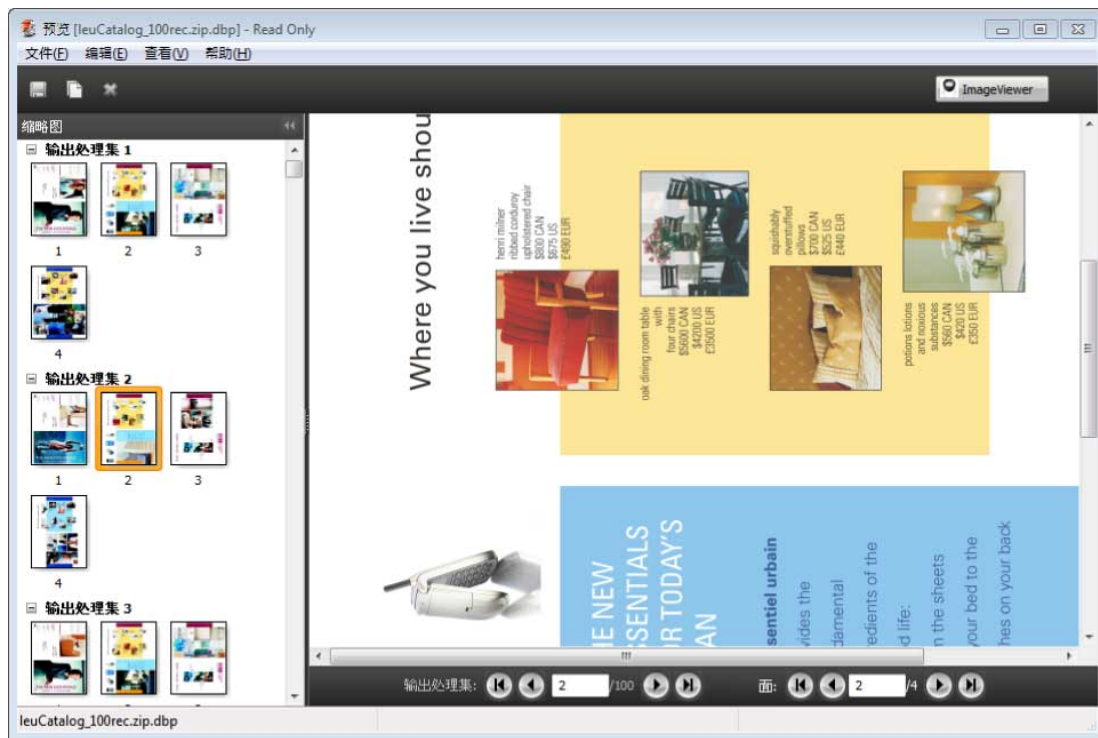 预览 [leuCatalog_100rec.zip.dbp] - Read Only
文件(F) 编辑(E) 查看(V) 帮助(H)
ImageViewer
缩略图
输出处理集 1
1 2 3
4
输出处理集 2
1 2 3
4
输出处理集 3
Where you live shou
henri milner
ribbed corduroy
upholstered chair
$800 CAN
$675 US
£490 EUR
oak dining room table
with
four chairs
$5600 CAN
$4200 US
£3500 EUR
squishably
overstuffed
pillows
$700 CAN
$525 US
£440 EUR
potions lotions
and noxious
substances
$560 CAN
$420 US
£350 EUR
HE NEW
SSENTIALS
R TODAY'S
AN
sentiel urbain
vides the
damental
edients of the
d life:
n the sheets
your bed to the
hes on your back
输出处理集: 2 /100 面: 2 /4
leuCatalog_100rec.zip.dbp